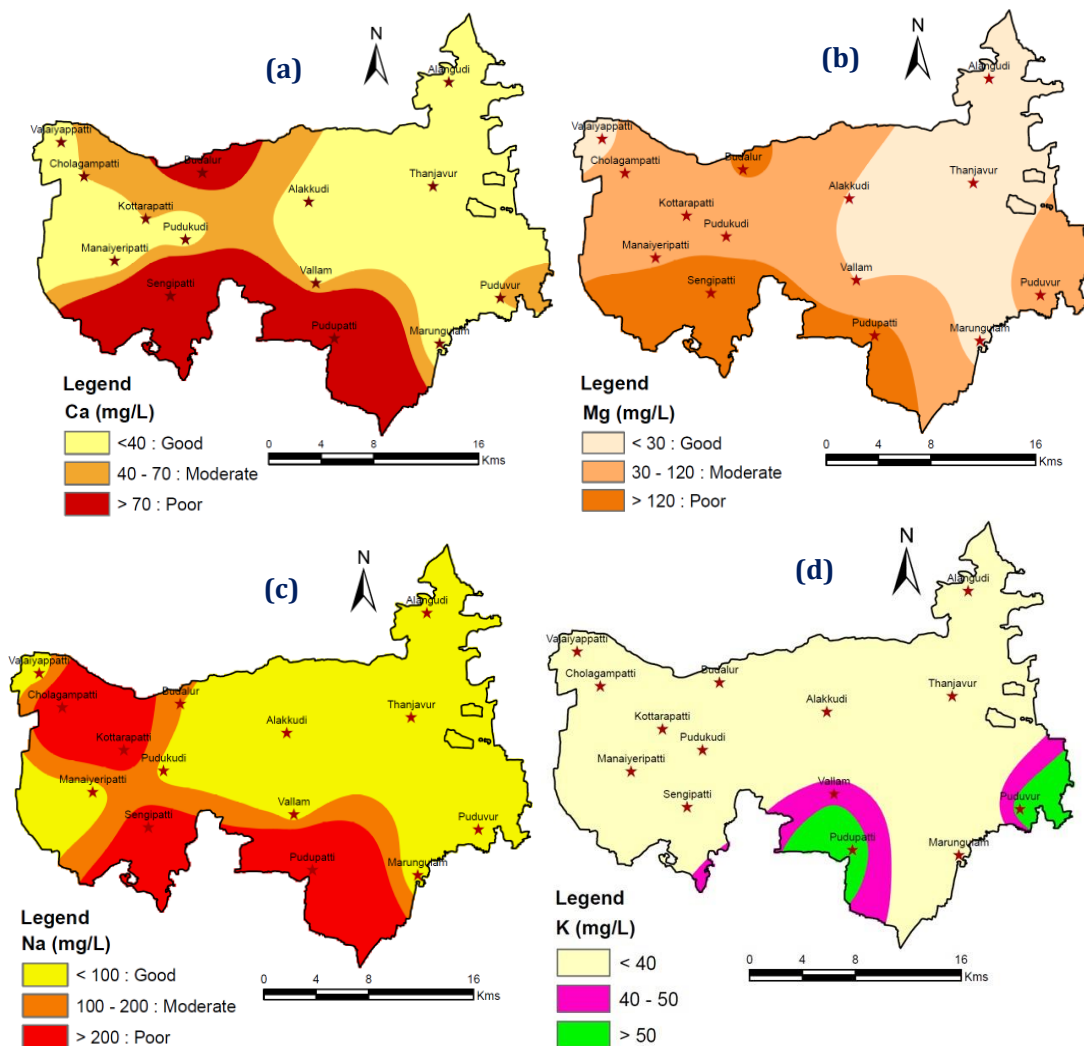 N
(a)
Alangudi
Valaiyappatti
Budalur
Cholagampatti
Thanjavur
Alakkudi
Kottarapatti
Pudukudi
Manaiyeripatti
Vallam
Sengipatti
Puduvur
Pudupatti
Marungulam
Legend
Ca (mg/L)
<40 : Good
40 - 70 : Moderate
> 70 : Poor
0 4 8 16
Kms
N
(b)
Alangudi
Valaiyappatti
Budalur
Cholagampatti
Thanjavur
Alakkudi
Kottarapatti
Pudukudi
Manaiyeripatti
Vallam
Sengipatti
Puduvur
Pudupatti
Marungulam
Legend
Mg (mg/L)
< 30 : Good
30 - 120 : Moderate
> 120 : Poor
0 4 8 16
Kms
N
(c)
Alangudi
Valaiyappatti
Budalur
Cholagampatti
Thanjavur
Alakkudi
Kottarapatti
Pudukudi
Manaiyeripatti
Vallam
Sengipatti
Puduvur
Pudupatti
Marungulam
Legend
Na (mg/L)
< 100 : Good
100 - 200 : Moderate
> 200 : Poor
0 4 8 16
Kms
N
(d)
Alangudi
Valaiyappatti
Budalur
Cholagampatti
Thanjavur
Alakkudi
Kottarapatti
Pudukudi
Manaiyeripatti
Vallam
Sengipatti
Puduvur
Pudupatti
Marungulam
Legend
K (mg/L)
< 40
40 - 50
> 50
0 4 8 16
Kms